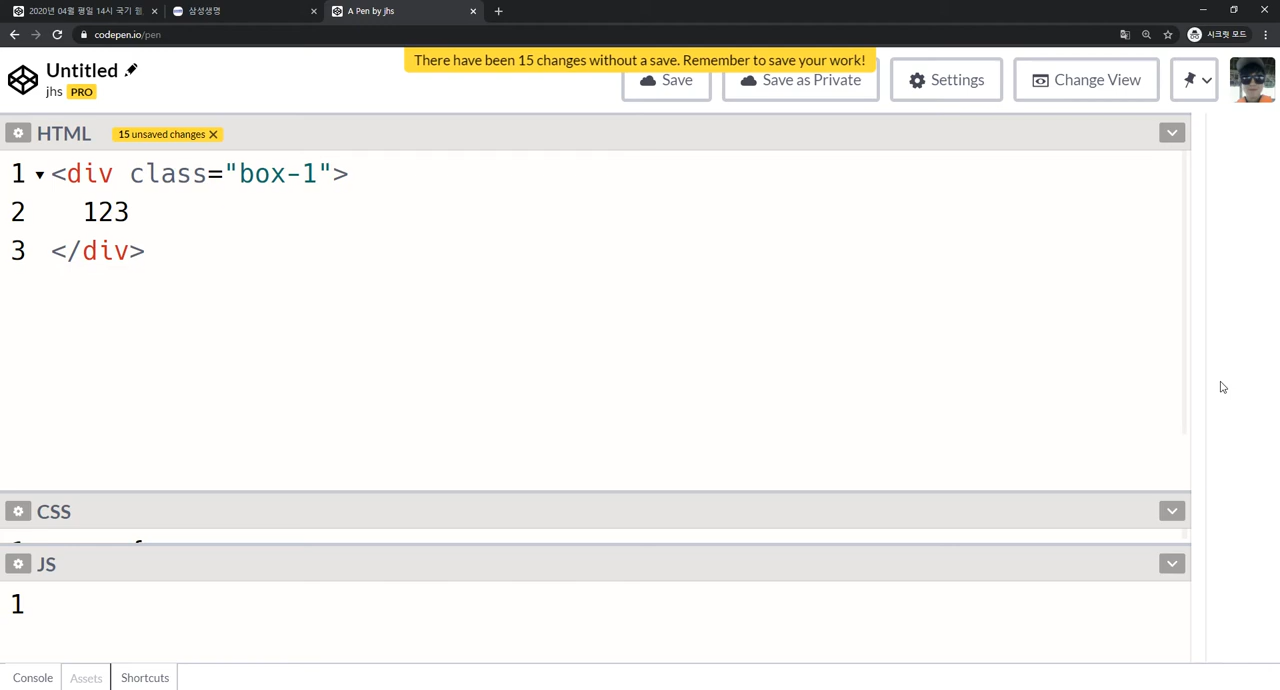 2020년 04월 평일 14시 국기
삼성생명
A Pen by jhs
codepen.io/pen
시크릿 모드
There have been 15 changes without a save. Remember to save your work!
Untitled
jhs PRO
Save
Save as Private
Settings
Change View
HTML
15 unsaved changes X
1 <div class="box-1">
2 123
3 </div>
CSS
JS
1
Console
Assets
Shortcuts